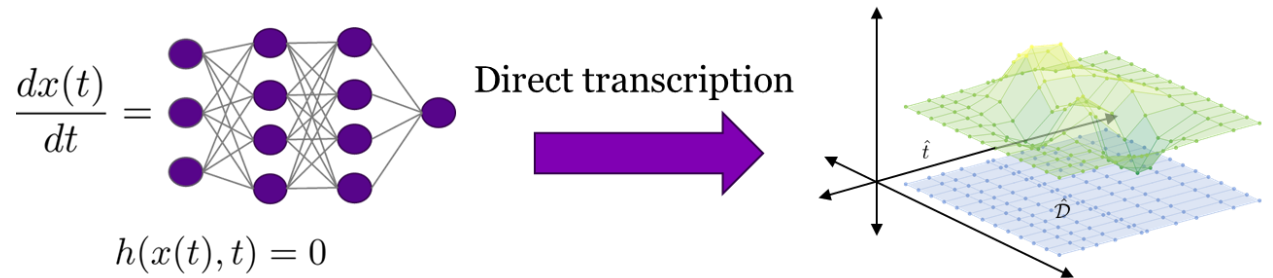 dx(t)/dt =
h(x(t), t) = 0
Direct transcription
t̂
𝒟̂